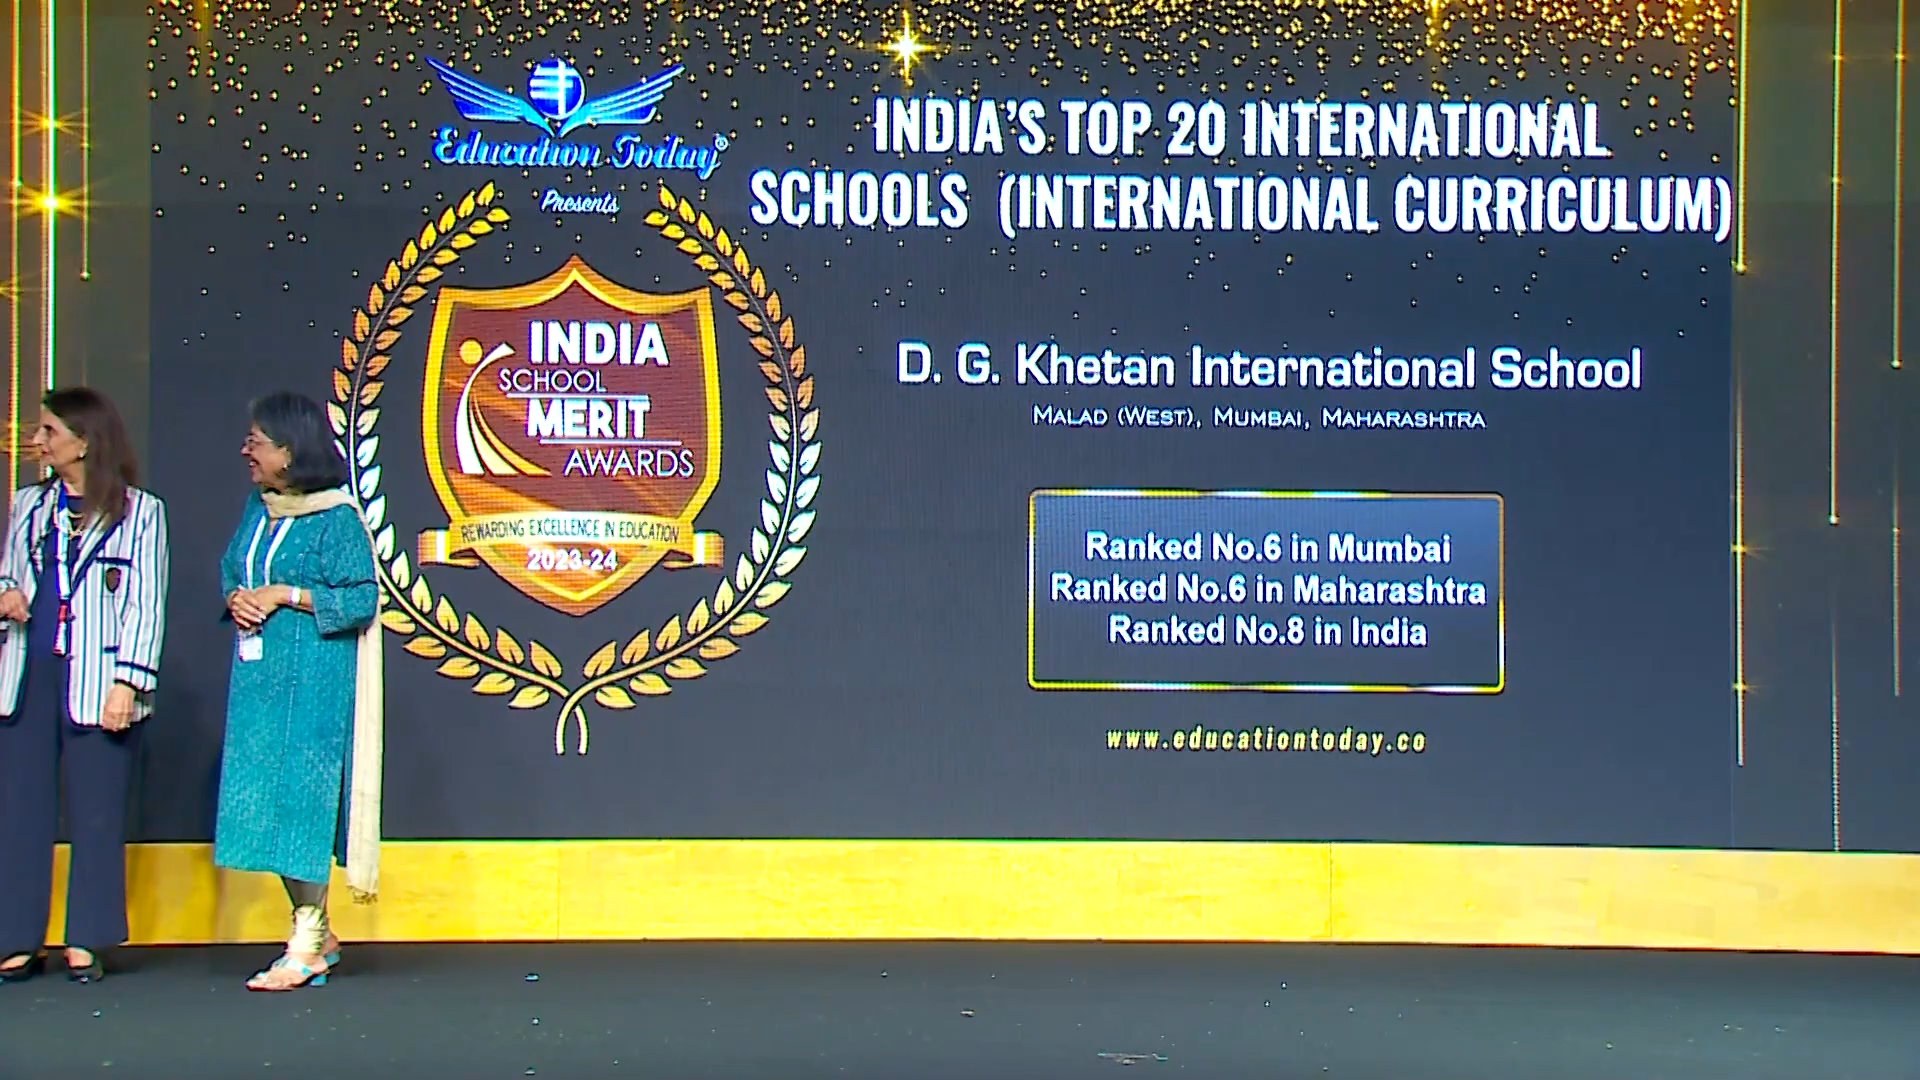 Education Today®
Presents
INDIA
SCHOOL
MERIT
AWARDS
REWARDING EXCELLENCE IN EDUCATION
2023-24
INDIA'S TOP 20 INTERNATIONAL
SCHOOLS (INTERNATIONAL CURRICULUM)
D. G. Khetan International School
MALAD (WEST), MUMBAI, MAHARASHTRA
Ranked No.6 in Mumbai
Ranked No.6 in Maharashtra
Ranked No.8 in India
www.educationtoday.co